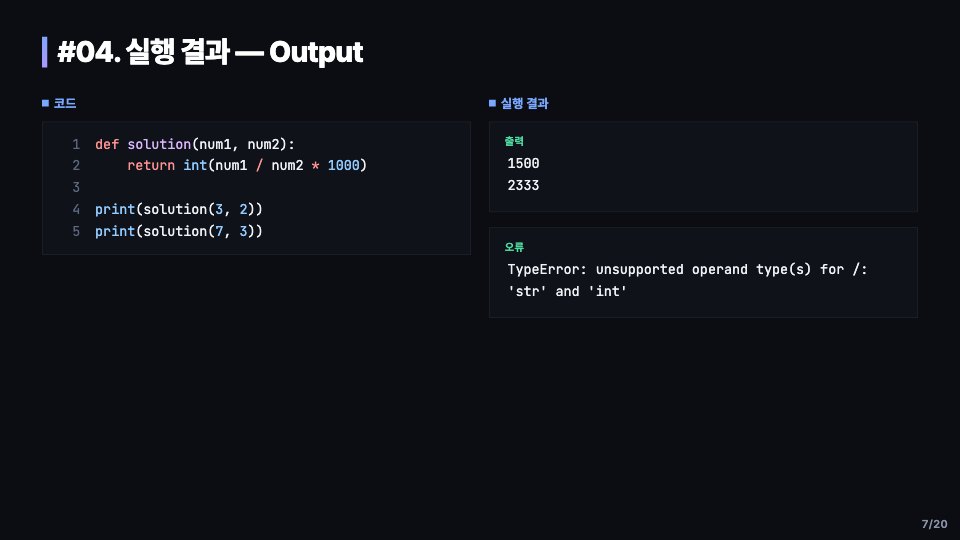 #04. 실행 결과 — Output
■ 코드
1 def solution(num1, num2):
2     return int(num1 / num2 * 1000)
3
4 print(solution(3, 2))
5 print(solution(7, 3))
■ 실행 결과
출력
1500
2333
오류
TypeError: unsupported operand type(s) for /:
'str' and 'int'
7/20